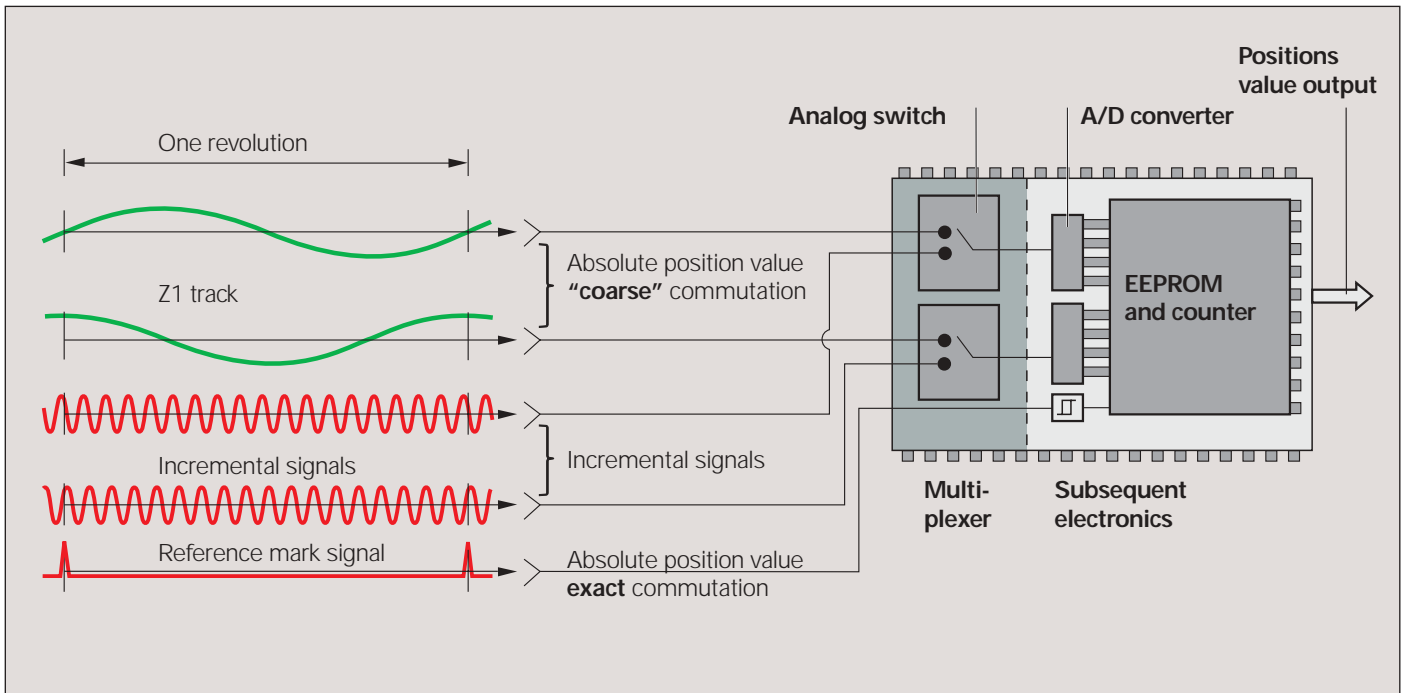 Positions
value output
Analog switch
A/D converter
One revolution
Absolute position value
“coarse” commutation
Z1 track
EEPROM
and counter
Incremental signals
Incremental signals
Multi-
plexer
Subsequent
electronics
Reference mark signal
Absolute position value
exact commutation